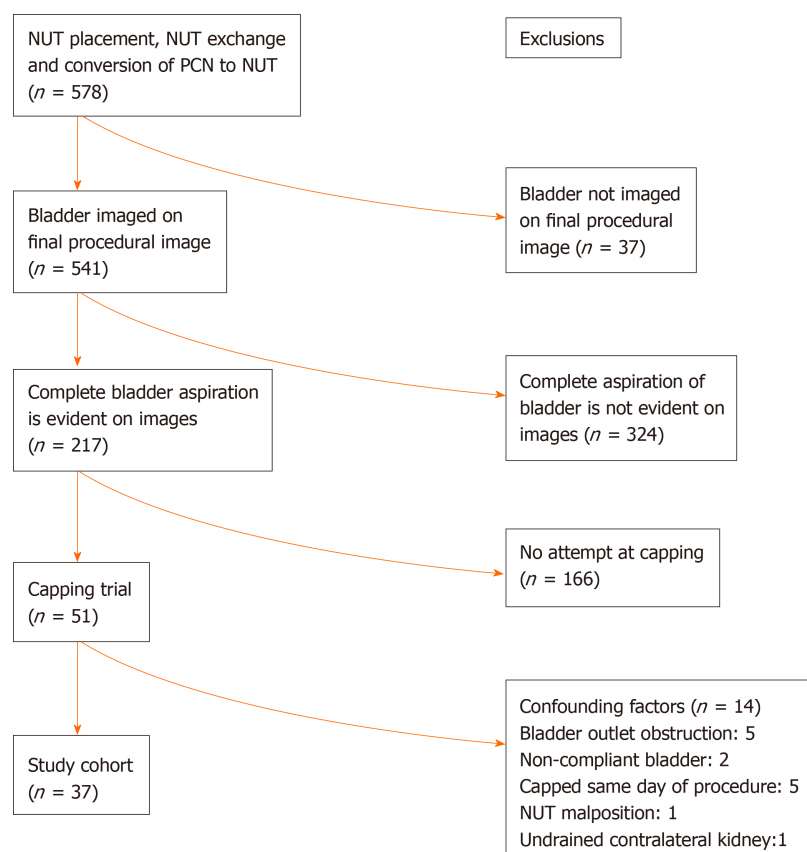 NUT placement, NUT exchange
and conversion of PCN to NUT
(n = 578)
Exclusions
Bladder not imaged
on final procedural
image (n = 37)
Bladder imaged on
final procedural image
(n = 541)
Complete aspiration of
bladder is not evident on
images (n = 324)
Complete bladder aspiration
is evident on images
(n = 217)
No attempt at capping
(n = 166)
Capping trial
(n = 51)
Confounding factors (n = 14)
Bladder outlet obstruction: 5
Non-compliant bladder: 2
Capped same day of procedure: 5
NUT malposition: 1
Undrained contralateral kidney:1
Study cohort
(n = 37)